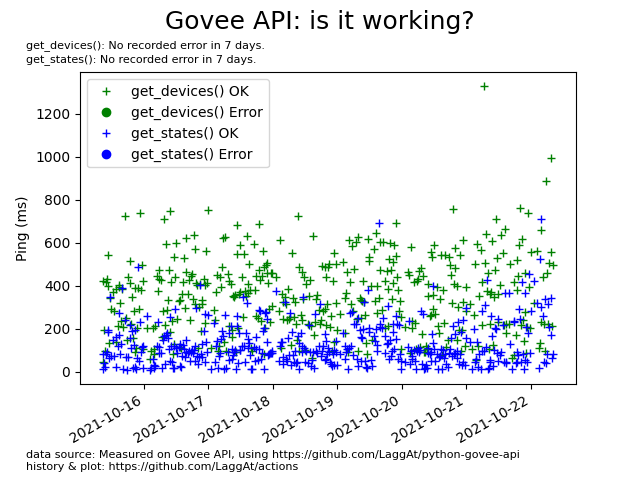 Govee API: is it working?
get_devices(): No recorded error in 7 days.
get_states(): No recorded error in 7 days.
get_devices() OK
get_devices() Error
get_states() OK
get_states() Error
1200
1000
800
600
400
200
0
Ping (ms)
2021-10-16
2021-10-17
2021-10-18
2021-10-19
2021-10-20
2021-10-21
2021-10-22
data source: Measured on Govee API, using https://github.com/LaggAt/python-govee-api
history & plot: https://github.com/LaggAt/actions